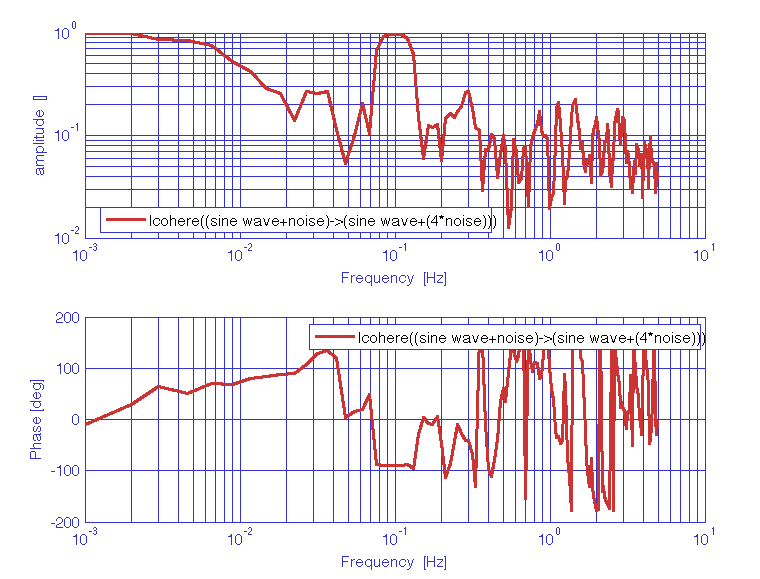 10^0
10^-1
10^-2
amplitude []
lcohere((sine wave+noise)->(sine wave+(4*noise)))
10^-3 10^-2 10^-1 10^0 10^1
Frequency [Hz]
200
100
0
-100
-200
Phase [deg]
lcohere((sine wave+noise)->(sine wave+(4*noise)))
10^-3 10^-2 10^-1 10^0 10^1
Frequency [Hz]